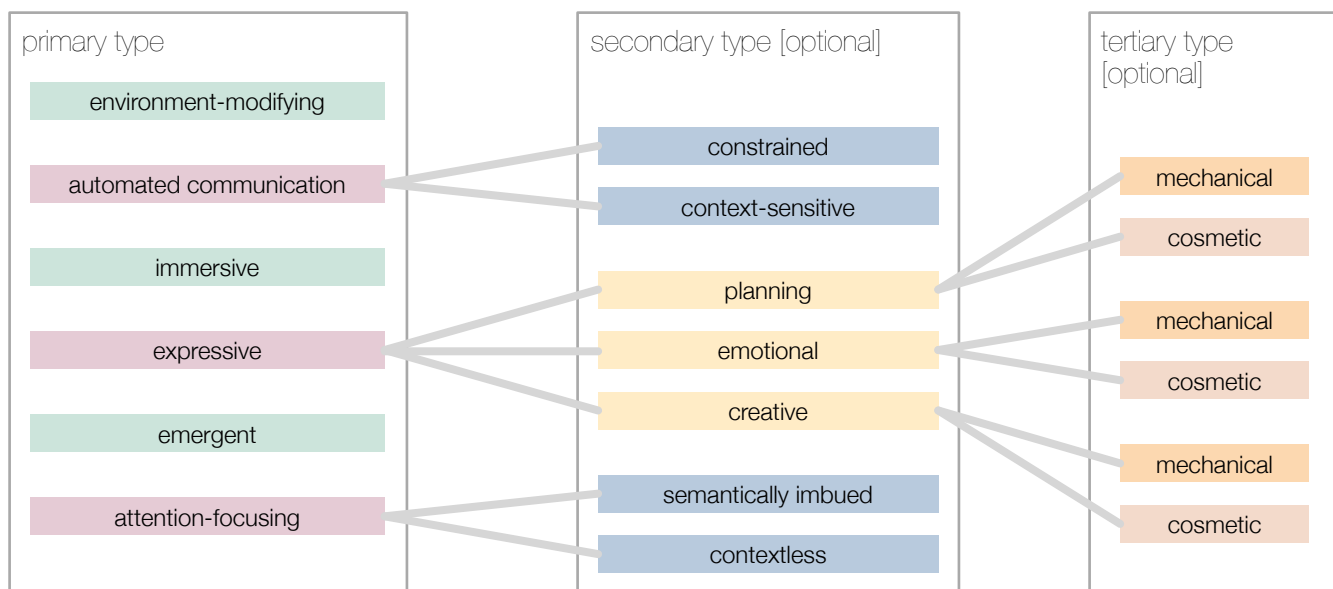 primary type
environment-modifying
automated communication
immersive
expressive
emergent
attention-focusing
secondary type [optional]
constrained
context-sensitive
planning
emotional
creative
semantically imbued
contextless
tertiary type
[optional]
mechanical
cosmetic
mechanical
cosmetic
mechanical
cosmetic